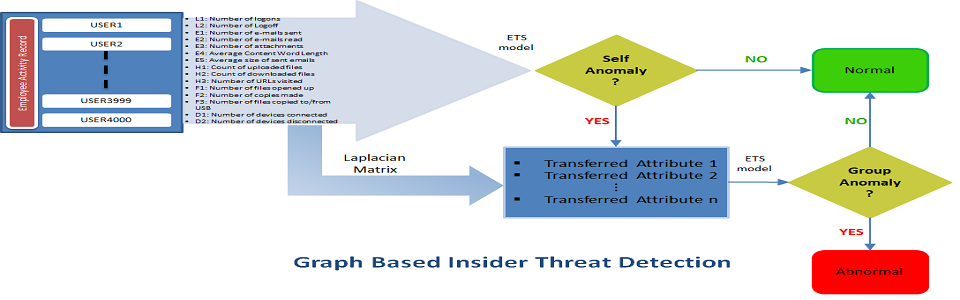 Employee Activity Record
USER1
USER2
USER3999
USER4000
L1: Number of logons
L2: Number of Logoff
E1: Number of e-mails sent
E2: Number of e-mails read
E3: Number of attachments
E4: Average Content Word Length
E5: Average size of sent emails
H1: Count of uploaded files
H2: Count of downloaded files
H3: Number of URLs visited
F1: Number of files opened up
F2: Number of copies made
F3: Number of files copied to/from
USB
D1: Number of devices connected
D2: Number of devices disconnected
ETS
model
Self
Anomaly
?
NO
Normal
YES
Laplacian
Matrix
Transferred Attribute 1
Transferred Attribute 2
⋮
Transferred Attribute n
ETS
model
Group
Anomaly
?
NO
YES
Abnormal
Graph Based Insider Threat Detection